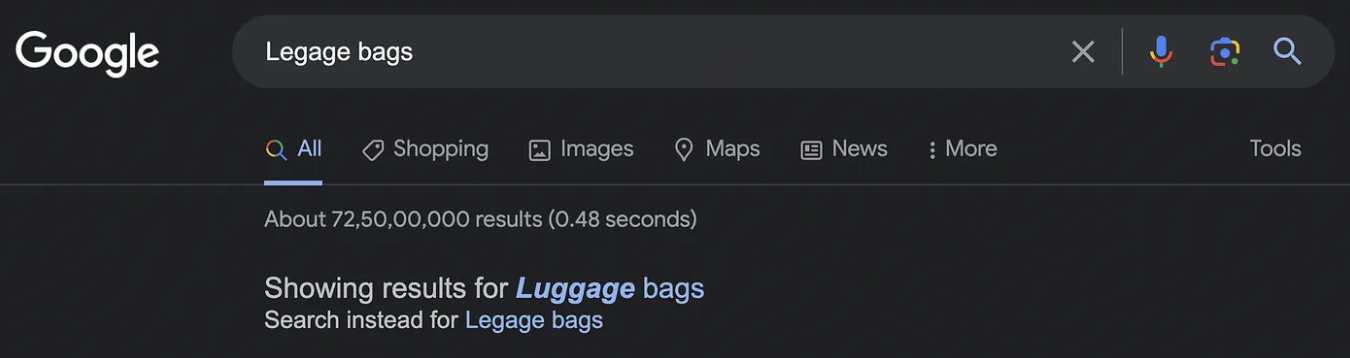 Google
Legage bags
All Shopping Images Maps News More Tools
About 72,50,00,000 results (0.48 seconds)
Showing results for Luggage bags
Search instead for Legage bags